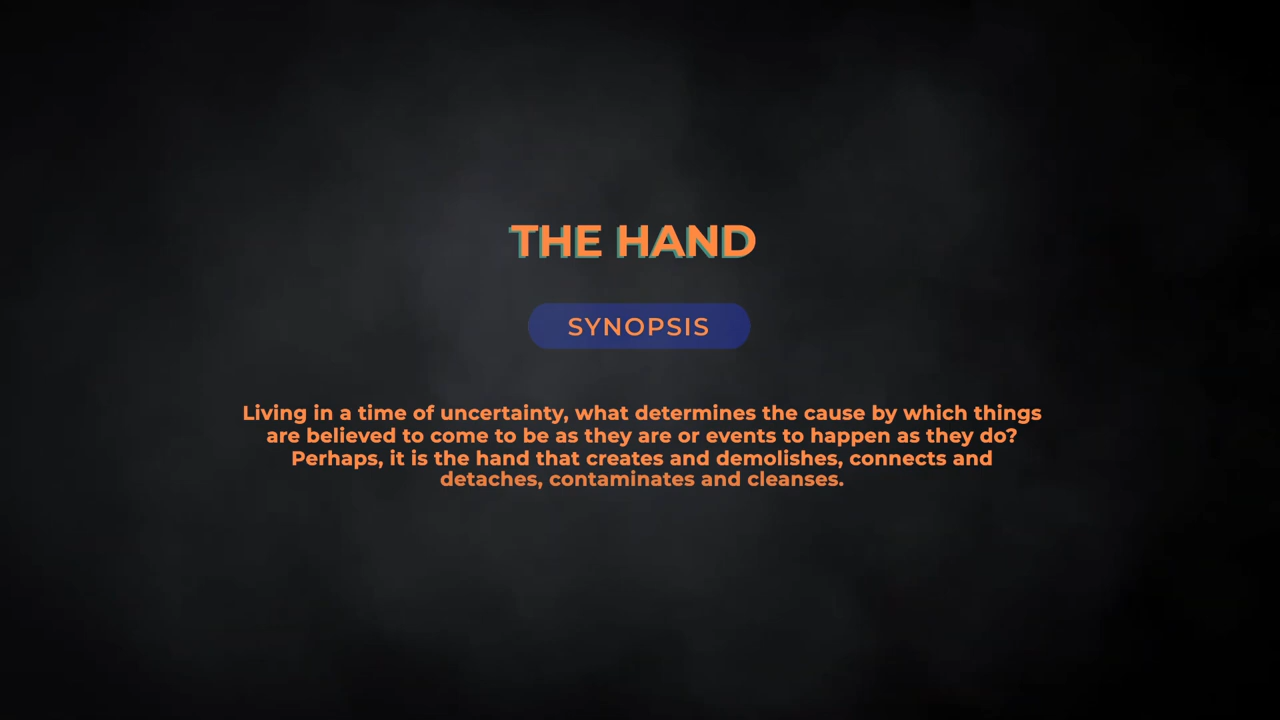 THE HAND
SYNOPSIS
Living in a time of uncertainty, what determines the cause by which things
are believed to come to be as they are or events to happen as they do?
Perhaps, it is the hand that creates and demolishes, connects and
detaches, contaminates and cleanses.